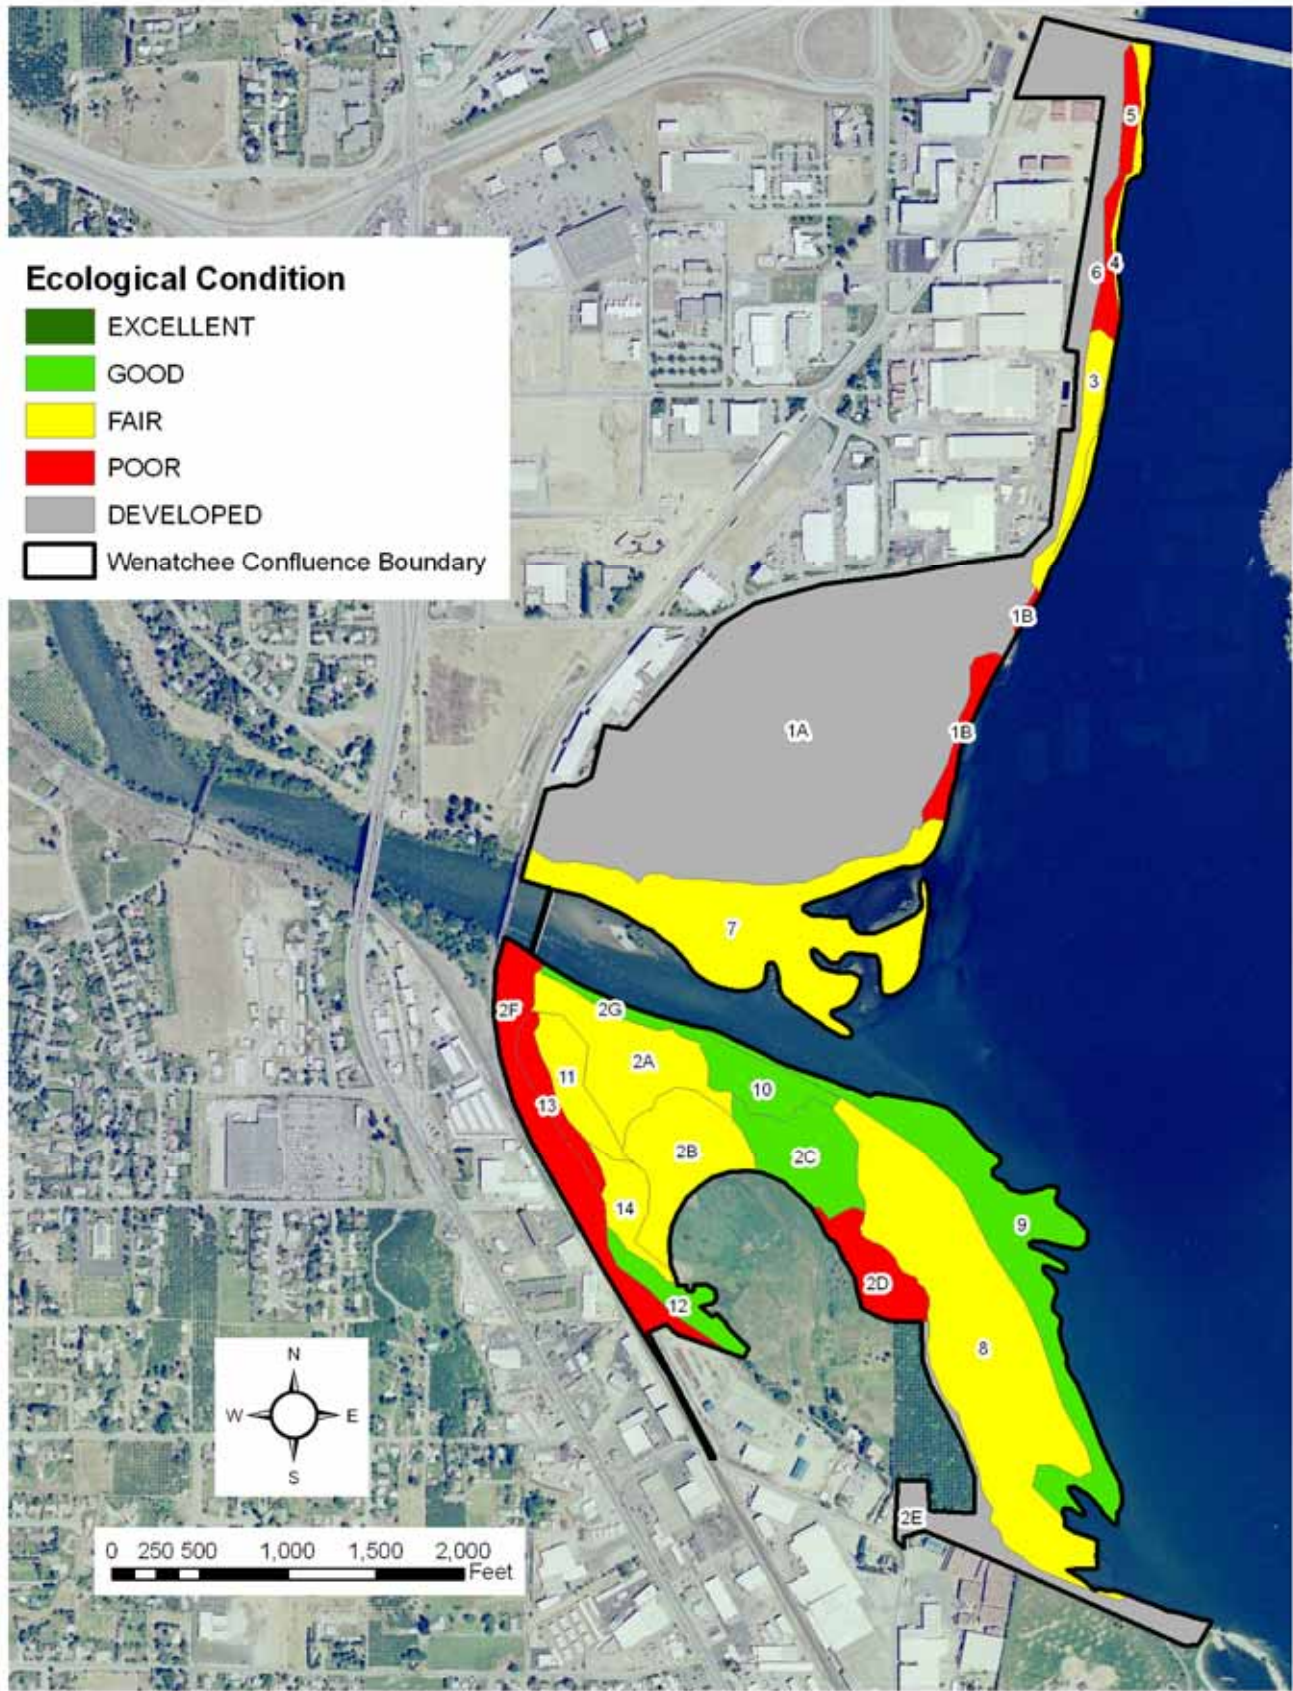 Ecological Condition
EXCELLENT
GOOD
FAIR
POOR
DEVELOPED
Wenatchee Confluence Boundary
5
4
6
3
1B
1A
1B
7
2F
2G
2A
11
10
13
2B
2C
14
9
2D
12
8
N
W E
S
2E
0 250 500 1,000 1,500 2,000
Feet